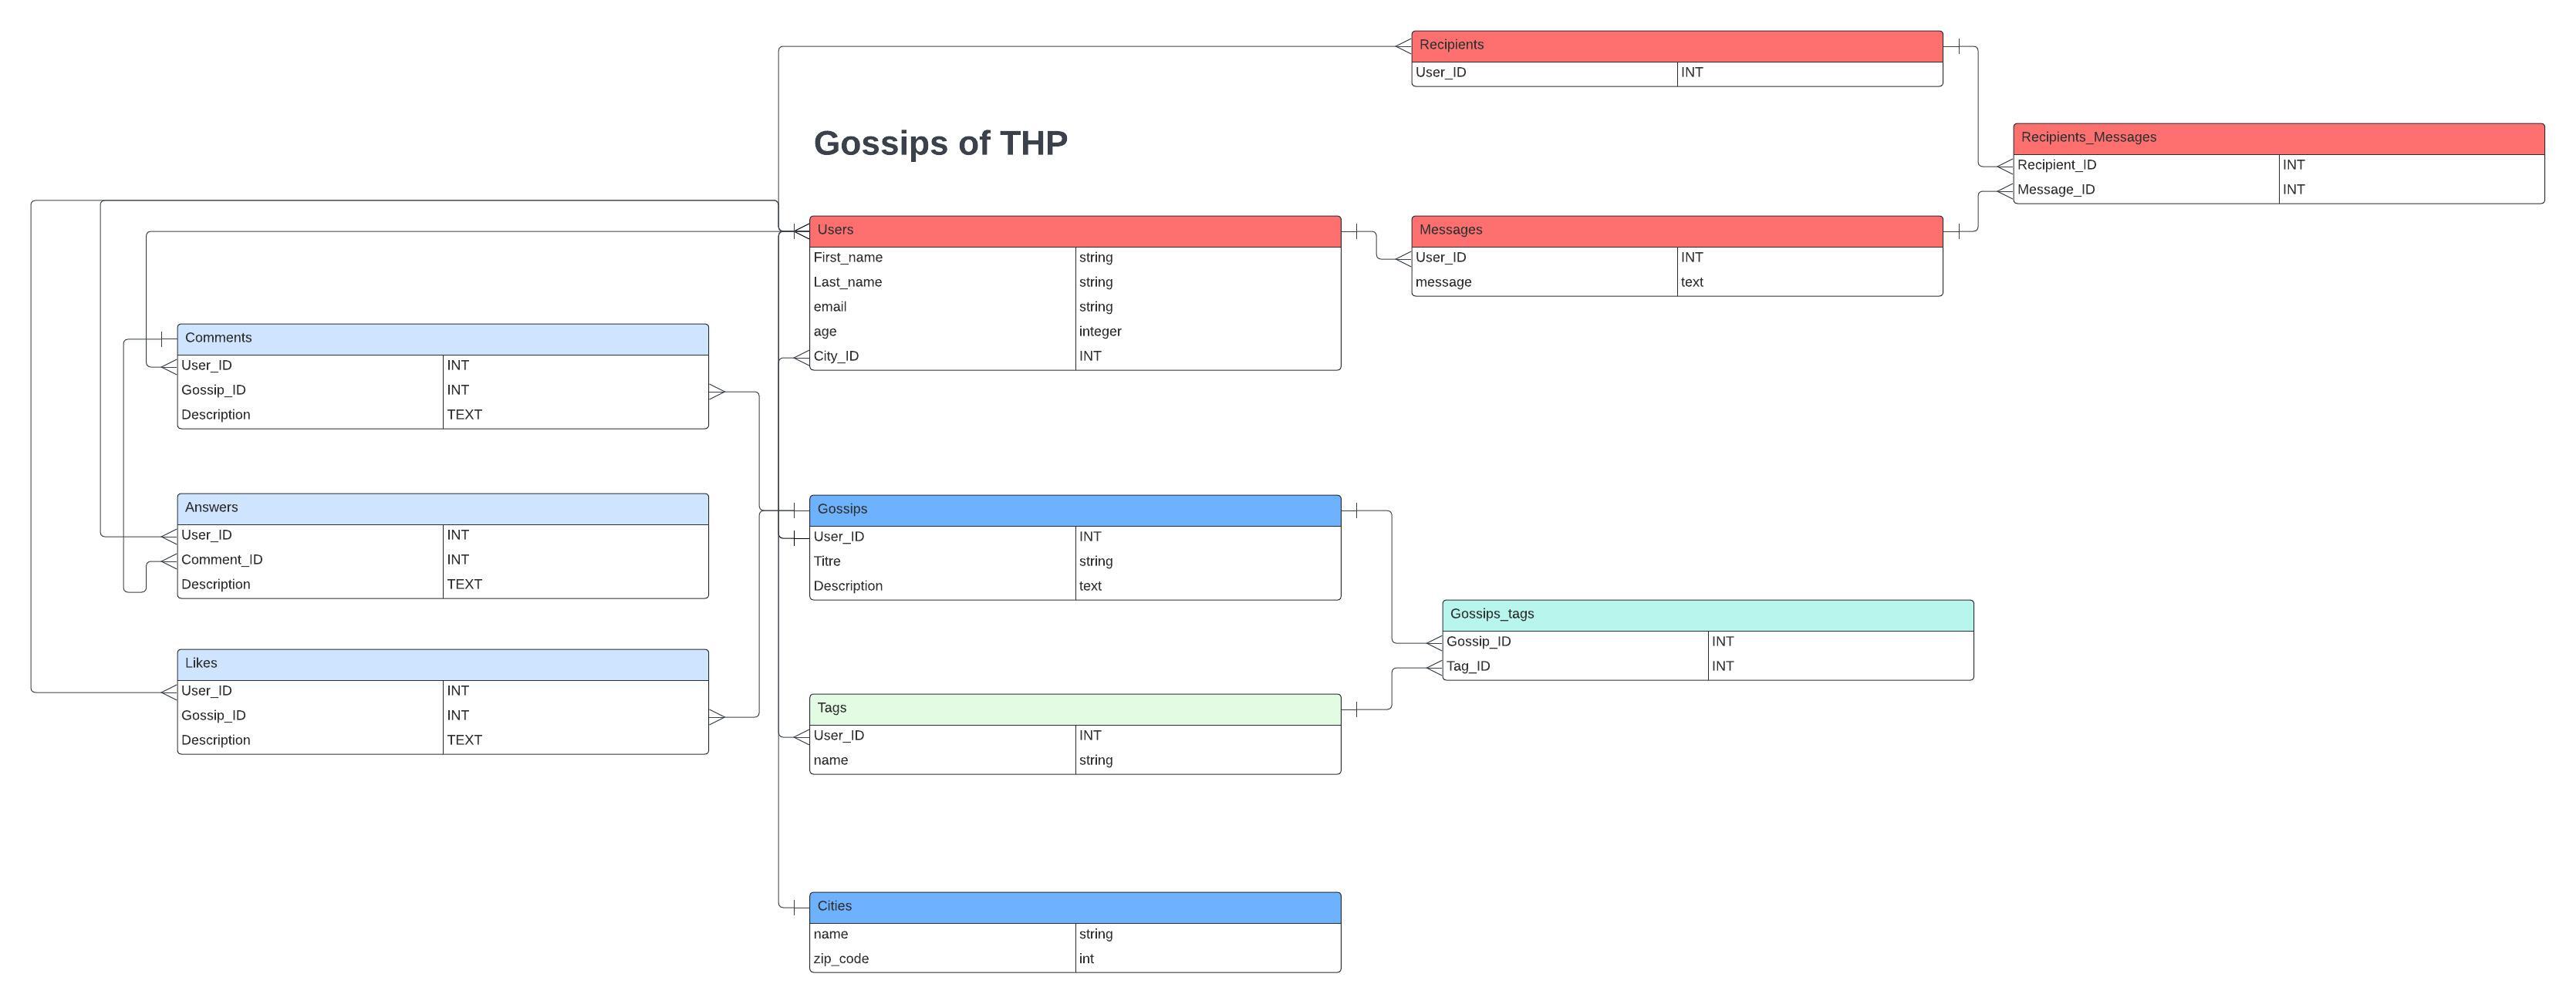 Recipients
User_ID INT
Gossips of THP
Recipients_Messages
Recipient_ID INT
Message_ID INT
Users
First_name string
Last_name string
email string
age integer
City_ID INT
Messages
User_ID INT
message text
Comments
User_ID INT
Gossip_ID INT
Description TEXT
Answers
User_ID INT
Comment_ID INT
Description TEXT
Gossips
User_ID INT
Titre string
Description text
Gossips_tags
Gossip_ID INT
Tag_ID INT
Likes
User_ID INT
Gossip_ID INT
Description TEXT
Tags
User_ID INT
name string
Cities
name string
zip_code int